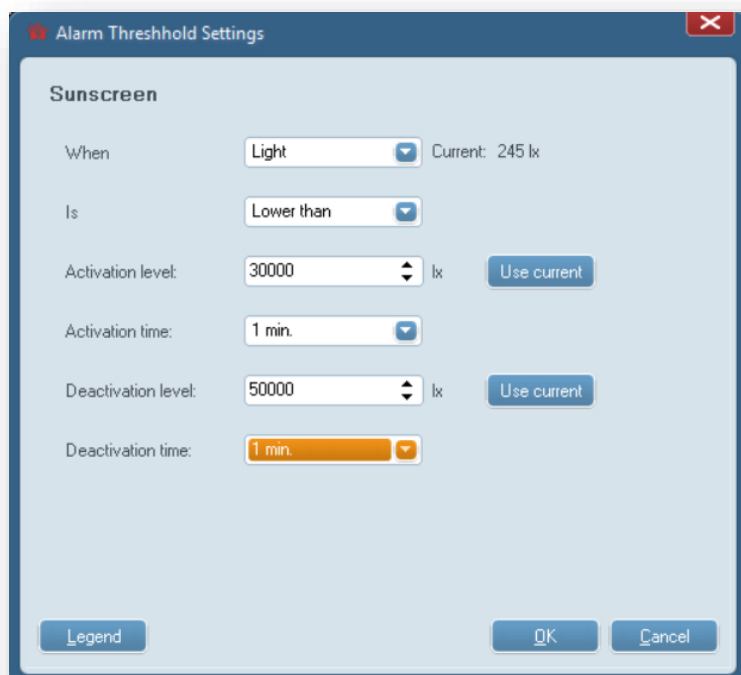 Alarm Threshhold Settings
Sunscreen
When Light Current: 245 lx
Is Lower than
Activation level: 30000 lx Use current
Activation time: 1 min.
Deactivation level: 50000 lx Use current
Deactivation time: 1 min.
Legend OK Cancel